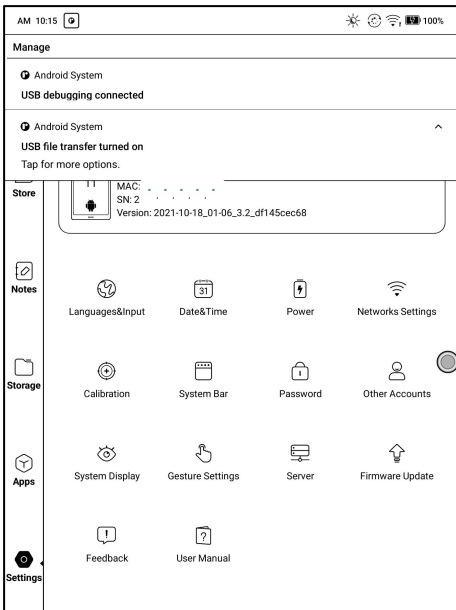 AM 10:15
100%
Manage
Android System
USB debugging connected
Android System
USB file transfer turned on
Tap for more options.
Store
11
MAC:
SN: 2
Version: 2021-10-18_01-06_3.2_df145cec68
Notes
Languages&Input
31
Date&Time
Power
Networks Settings
Storage
Calibration
System Bar
Password
Other Accounts
Apps
System Display
Gesture Settings
Server
Firmware Update
Feedback
User Manual
Settings